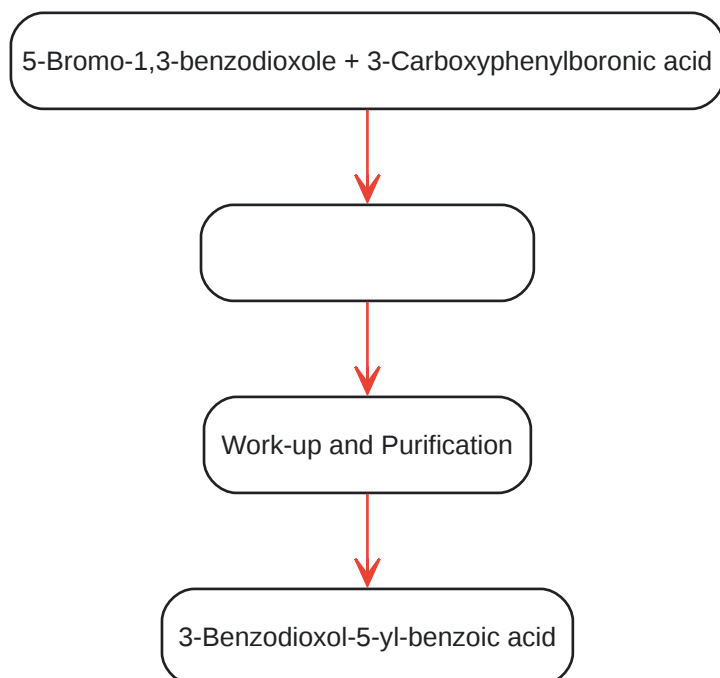 5-Bromo-1,3-benzodioxole + 3-Carboxyphenylboronic acid
Work-up and Purification
3-Benzodioxol-5-yl-benzoic acid